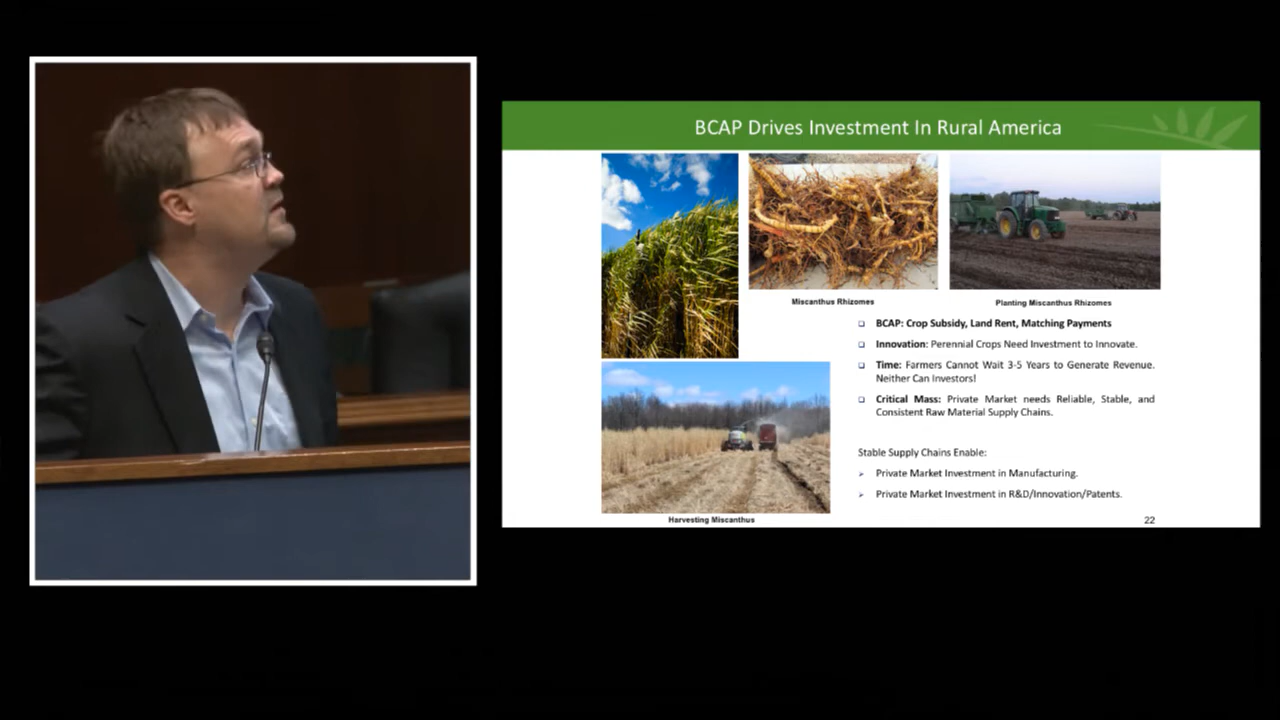 BCAP Drives Investment In Rural America
Miscanthus Rhizomes
Planting Miscanthus Rhizomes
BCAP: Crop Subsidy, Land Rent, Matching Payments
Innovation: Perennial Crops Need Investment to Innovate.
Time: Farmers Cannot Wait 3-5 Years to Generate Revenue.
Neither Can Investors!
Critical Mass: Private Market needs Reliable, Stable, and
Consistent Raw Material Supply Chains.
Stable Supply Chains Enable:
Private Market Investment in Manufacturing.
Private Market Investment in R&D/Innovation/Patents.
Harvesting Miscanthus
22